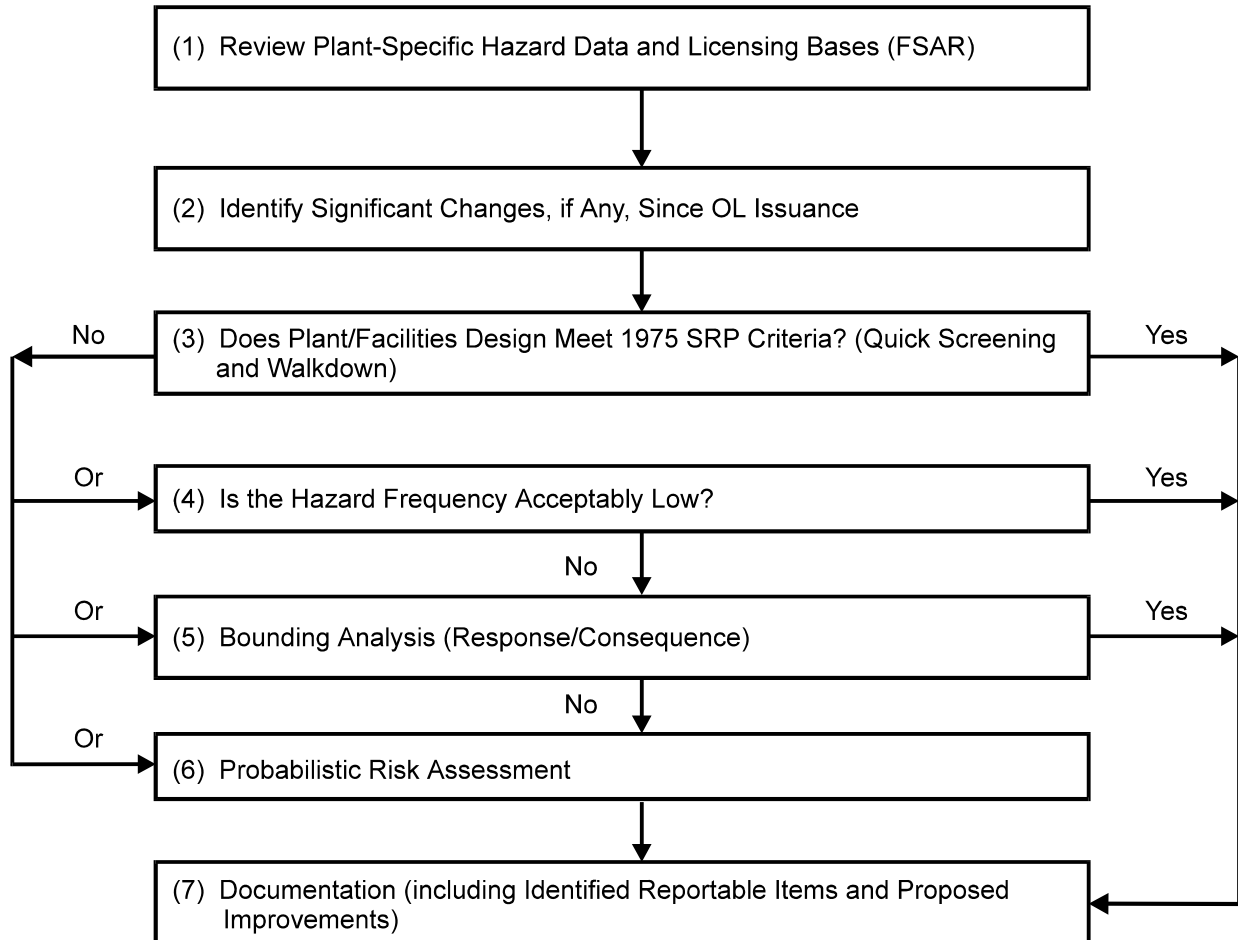 (1) Review Plant-Specific Hazard Data and Licensing Bases (FSAR)
(2) Identify Significant Changes, if Any, Since OL Issuance
No
(3) Does Plant/Facilities Design Meet 1975 SRP Criteria? (Quick Screening
and Walkdown)
Yes
Or
(4) Is the Hazard Frequency Acceptably Low?
Yes
No
Or
(5) Bounding Analysis (Response/Consequence)
Yes
No
Or
(6) Probabilistic Risk Assessment
(7) Documentation (including Identified Reportable Items and Proposed
Improvements)